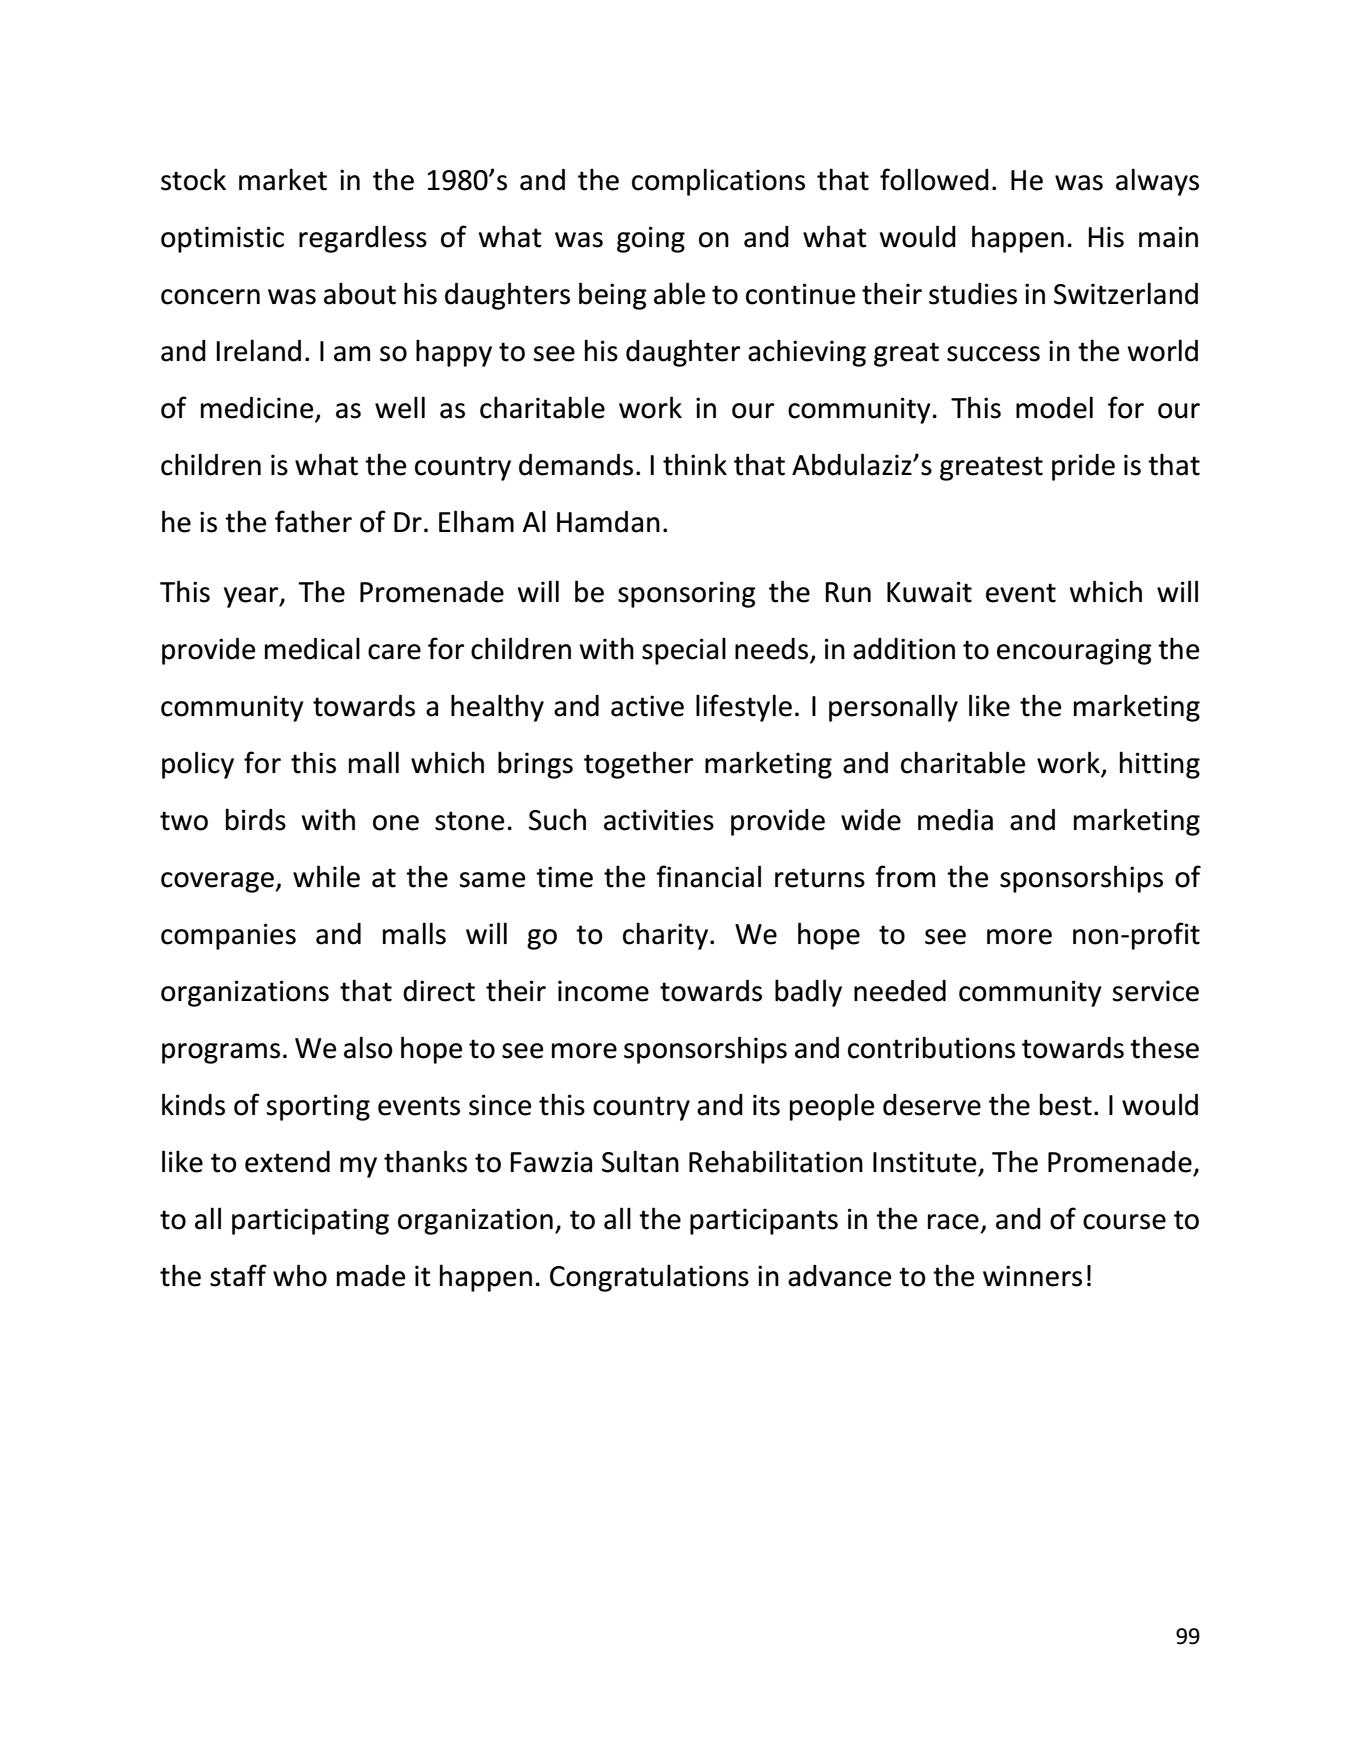 stock market in the 1980’s and the complications that followed. He was always
optimistic regardless of what was going on and what would happen. His main
concern was about his daughters being able to continue their studies in Switzerland
and Ireland. I am so happy to see his daughter achieving great success in the world
of medicine, as well as charitable work in our community. This model for our
children is what the country demands. I think that Abdulaziz’s greatest pride is that
he is the father of Dr. Elham Al Hamdan.
This year, The Promenade will be sponsoring the Run Kuwait event which will
provide medical care for children with special needs, in addition to encouraging the
community towards a healthy and active lifestyle. I personally like the marketing
policy for this mall which brings together marketing and charitable work, hitting
two birds with one stone. Such activities provide wide media and marketing
coverage, while at the same time the financial returns from the sponsorships of
companies and malls will go to charity. We hope to see more non-profit
organizations that direct their income towards badly needed community service
programs. We also hope to see more sponsorships and contributions towards these
kinds of sporting events since this country and its people deserve the best. I would
like to extend my thanks to Fawzia Sultan Rehabilitation Institute, The Promenade,
to all participating organization, to all the participants in the race, and of course to
the staff who made it happen. Congratulations in advance to the winners!
99